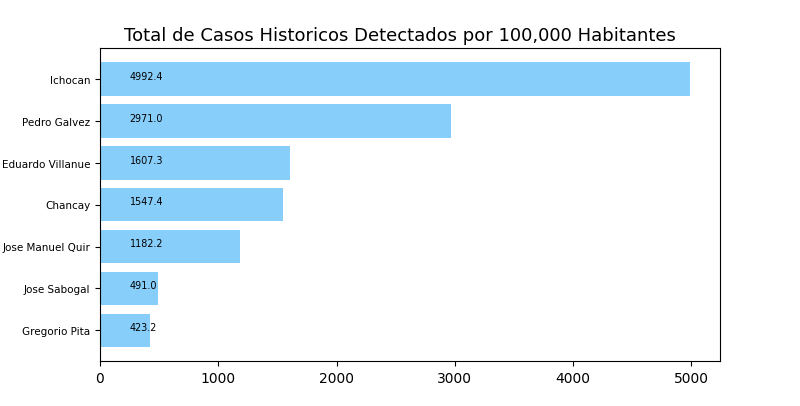 Total de Casos Historicos Detectados por 100,000 Habitantes
Ichocan 4992.4
Pedro Galvez 2971.0
Eduardo Villanue 1607.3
Chancay 1547.4
Jose Manuel Quir 1182.2
Jose Sabogal 491.0
Gregorio Pita 423.2
0 1000 2000 3000 4000 5000